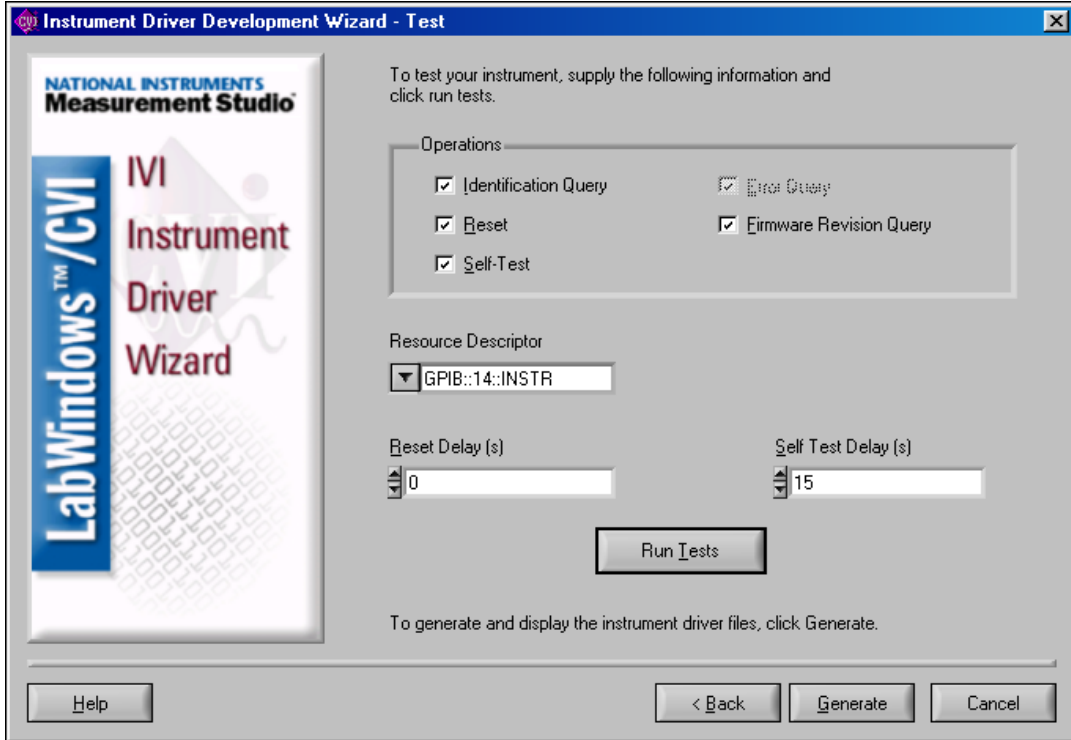 Instrument Driver Development Wizard - Test
NATIONAL INSTRUMENTS
Measurement Studio™
LabWindows™/CVI
IVI
Instrument
Driver
Wizard
To test your instrument, supply the following information and
click run tests.
Operations
Identification Query
Error Query
Reset
Firmware Revision Query
Self-Test
Resource Descriptor
GPIB::14::INSTR
Reset Delay (s)
Self Test Delay (s)
0
15
Run Tests
To generate and display the instrument driver files, click Generate.
Help
< Back
Generate
Cancel